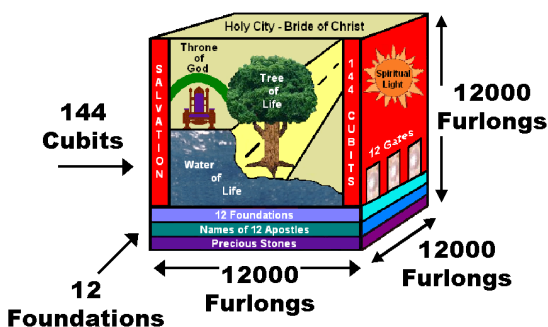 Holy City - Bride of Christ
Throne
of
God
SALVATION
Tree
of
Life
144 CUBITS
Spiritual
Light
12 Gates
Water
of
Life
12 Foundations
Names of 12 Apostles
Precious Stones
144
Cubits
12
Foundations
12000
Furlongs
12000
Furlongs
12000
Furlongs